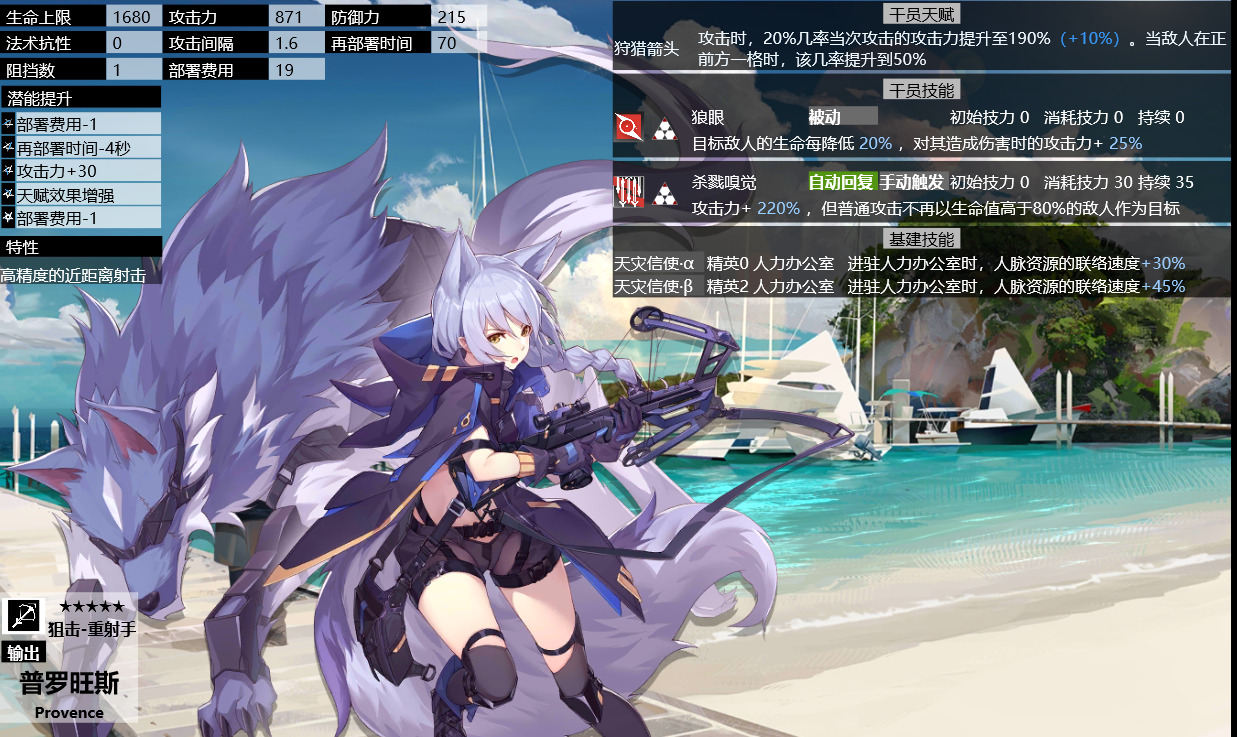 生命上限 1680 攻击力 871 防御力 215
法术抗性 0 攻击间隔 1.6 再部署时间 70
阻挡数 1 部署费用 19
潜能提升
部署费用-1
再部署时间-4秒
攻击力+30
天赋效果增强
部署费用-1
特性
高精度的近距离射击
干员天赋
狩猎箭头 攻击时，20%几率当次攻击的攻击力提升至190%（+10%）。当敌人在正
前方一格时，该几率提升到50%
干员技能
狼眼 被动 初始技力 0 消耗技力 0 持续 0
目标敌人的生命每降低 20% ，对其造成伤害时的攻击力+ 25%
杀戮嗅觉 自动回复 手动触发 初始技力 0 消耗技力 30 持续 35
攻击力+ 220% ，但普通攻击不再以生命值高于80%的敌人作为目标
基建技能
天灾信使·α 精英0 人力办公室 进驻人力办公室时，人脉资源的联络速度+30%
天灾信使·β 精英2 人力办公室 进驻人力办公室时，人脉资源的联络速度+45%
★★★★★
狙击-重射手
输出
普罗旺斯
Provence